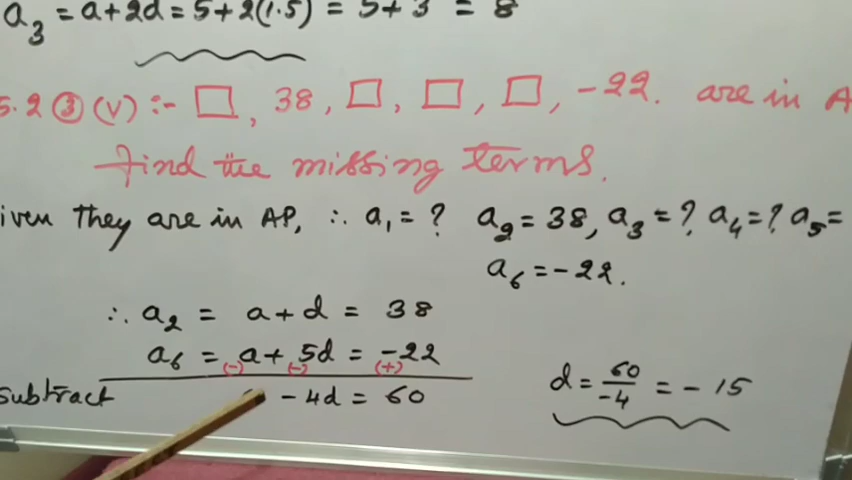 a₃ = a+2d = 5+2(1.5) = 5+3 = 8
5.2 ③ (V) :- □, 38, □, □, □, -22. are in A
Find the missing terms.
iven they are in AP, ∴ a₁ = ? a₂ = 38, a₃ = ? a₄ = ? a₅ =
a₆ = -22.
∴ a₂ = a + d = 38
a₆ = a + 5d = -22
(-) (-) (+)
subtract - 4d = 60
d = 60/-4 = - 15